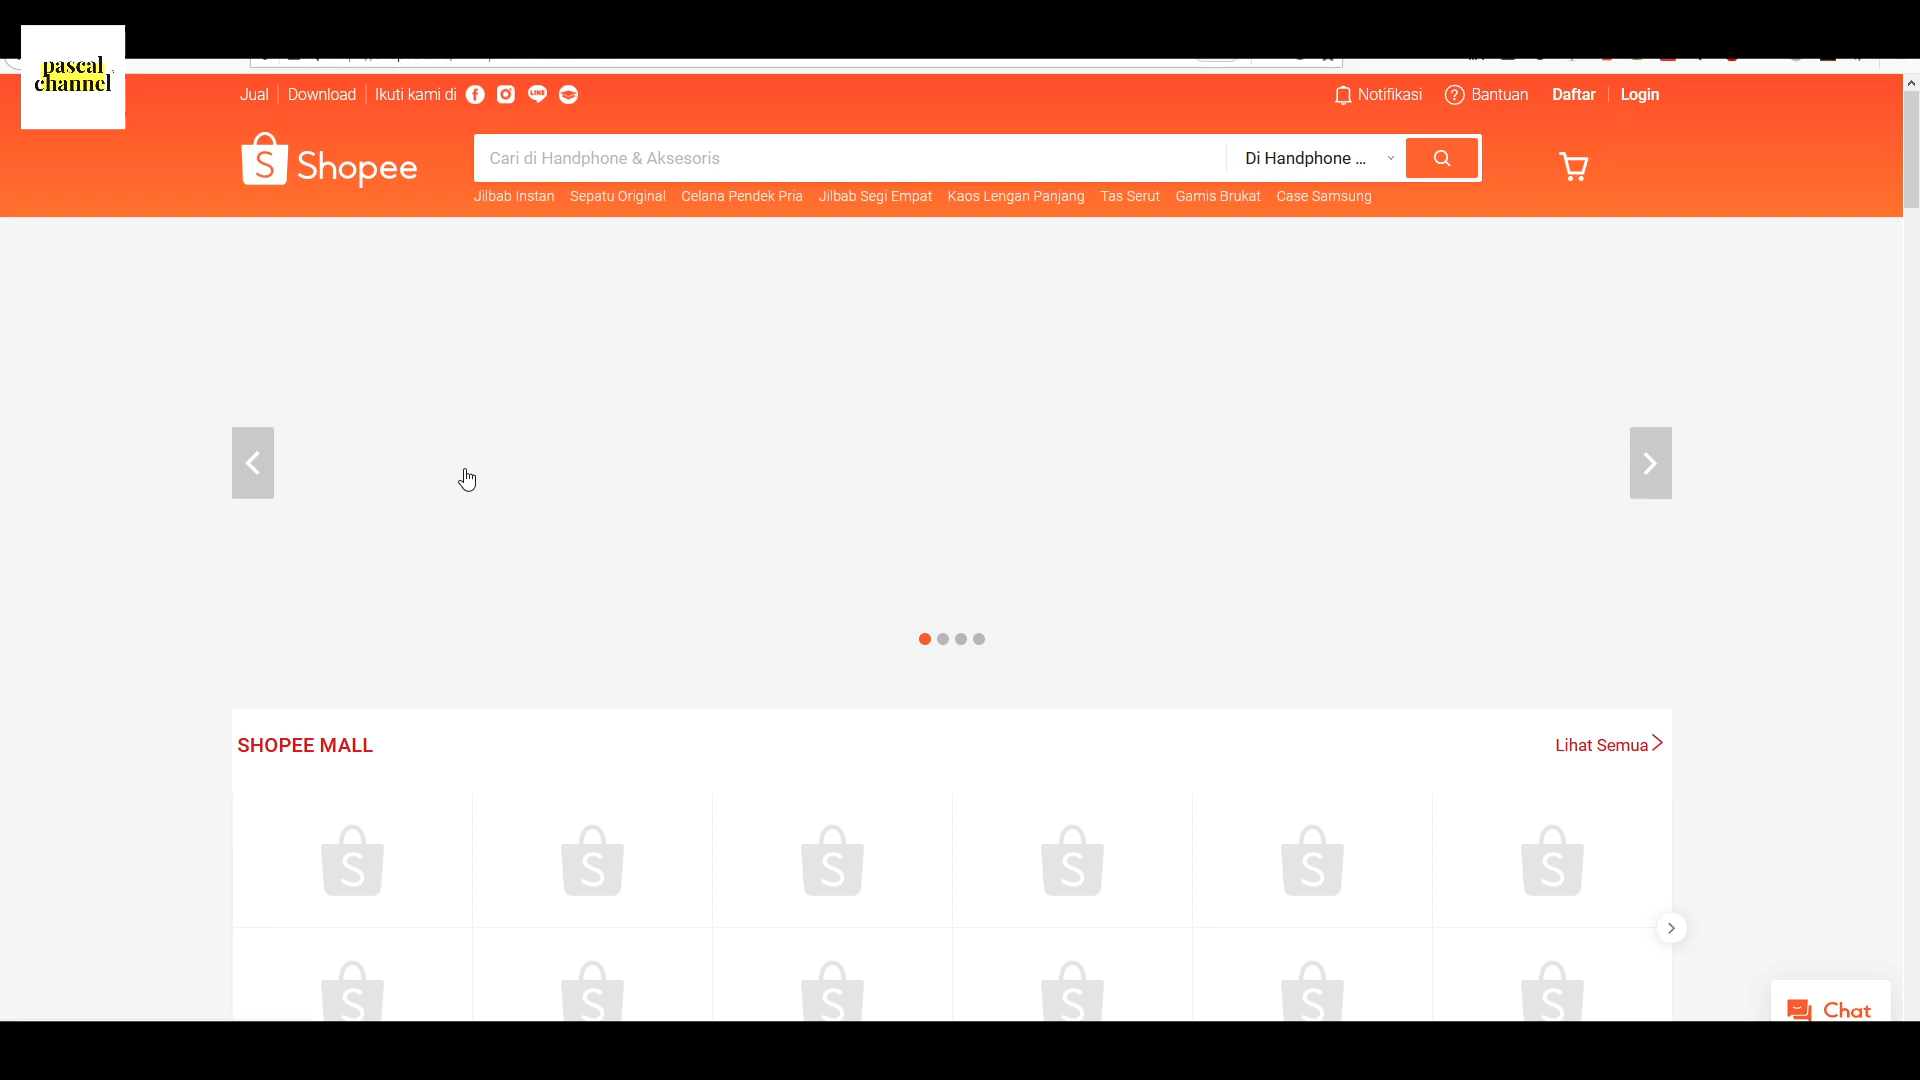 pascal
channel
Jual
Download
Ikuti kami di
LINE
Notifikasi
Bantuan
Daftar
Login
S Shopee
Cari di Handphone & Aksesoris
Di Handphone ...
Jilbab Instan
Sepatu Original
Celana Pendek Pria
Jilbab Segi Empat
Kaos Lengan Panjang
Tas Serut
Gamis Brukat
Case Samsung
SHOPEE MALL
Lihat Semua
S
S
S
S
S
S
S
S
S
S
S
S
Chat